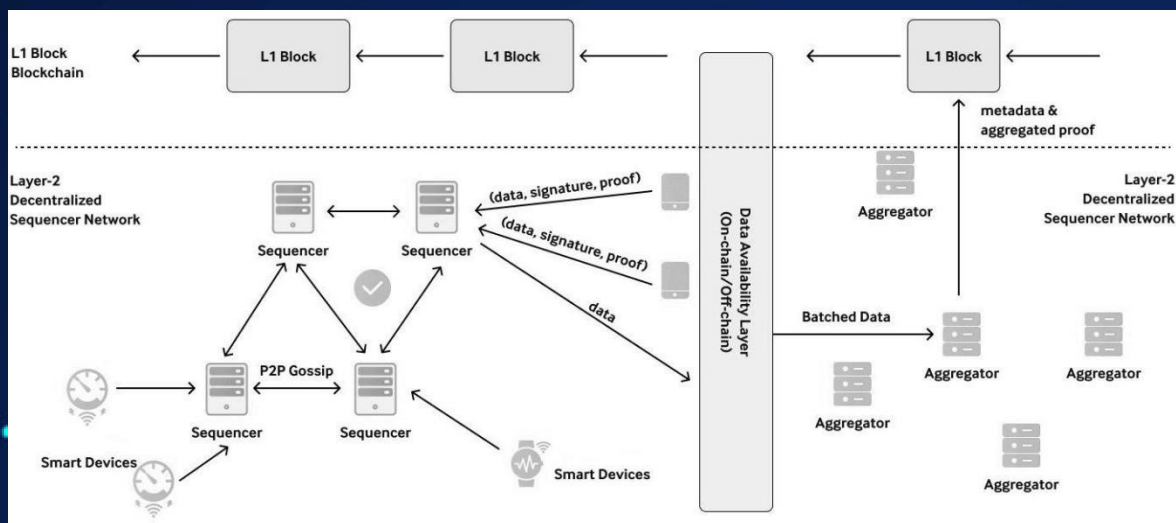 L1 Block
Blockchain
L1 Block
L1 Block
L1 Block
metadata &
aggregated proof
Layer-2
Decentralized
Sequencer Network
Sequencer
Sequencer
(data, signature, proof)
(data, signature, proof)
data
P2P Gossip
Sequencer
Sequencer
Smart Devices
Smart Devices
Data Availability Layer
(On-chain/Off-chain)
Batched Data
Aggregator
Layer-2
Decentralized
Sequencer Network
Aggregator
Aggregator
Aggregator
Aggregator